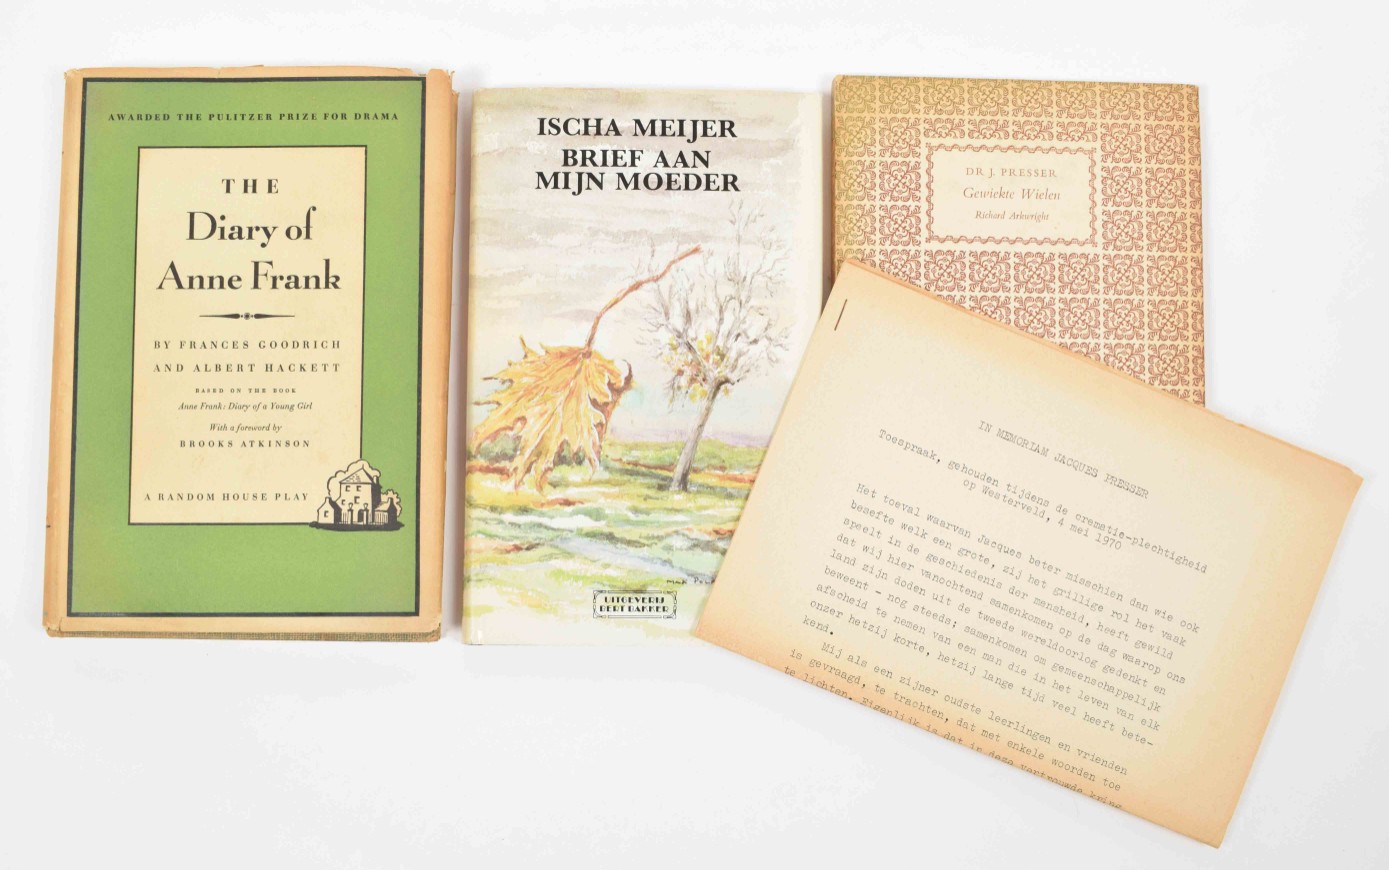 AWARDED THE PULITZER PRIZE FOR DRAMA
THE
Diary of
Anne Frank
BY FRANCES GOODRICH
AND ALBERT HACKETT
BASED ON THE BOOK
Anne Frank: Diary of a Young Girl
With a foreword by
BROOKS ATKINSON
A RANDOM HOUSE PLAY
ISCHA MEIJER
BRIEF AAN
MIJN MOEDER
UITGEVERIJ
BERT BAKKER
DR J. PRESSER
Gewiekte Wielen
Richard Arkwright
IN MEMORIAM JACQUES PRESSER
Toespraak, gehouden tijdens de crematie-plechtigheid
op Westerveld, 4 mei 1970
Het toeval waarvan Jacques beter misschien dan wie ook
besefte welk een grote, zij het grillige rol het vaak
speelt in de geschiedenis der mensheid, heeft gewild
dat wij hier vanochtend samenkomen op de dag waarop ons
land zijn doden uit de tweede wereldoorlog gedenkt en
beweent - nog steeds; samenkomen om gemeenschappelijk
afscheid te nemen van een man die in het leven van elk
onzer hetzij korte, hetzij lange tijd veel heeft bete-
kend.
Mij als een zijner oudste leerlingen en vrienden
is gevraagd, te trachten, dat met enkele woorden toe
te lichten. Eigenlijk is dat in deze vertrouwde kring